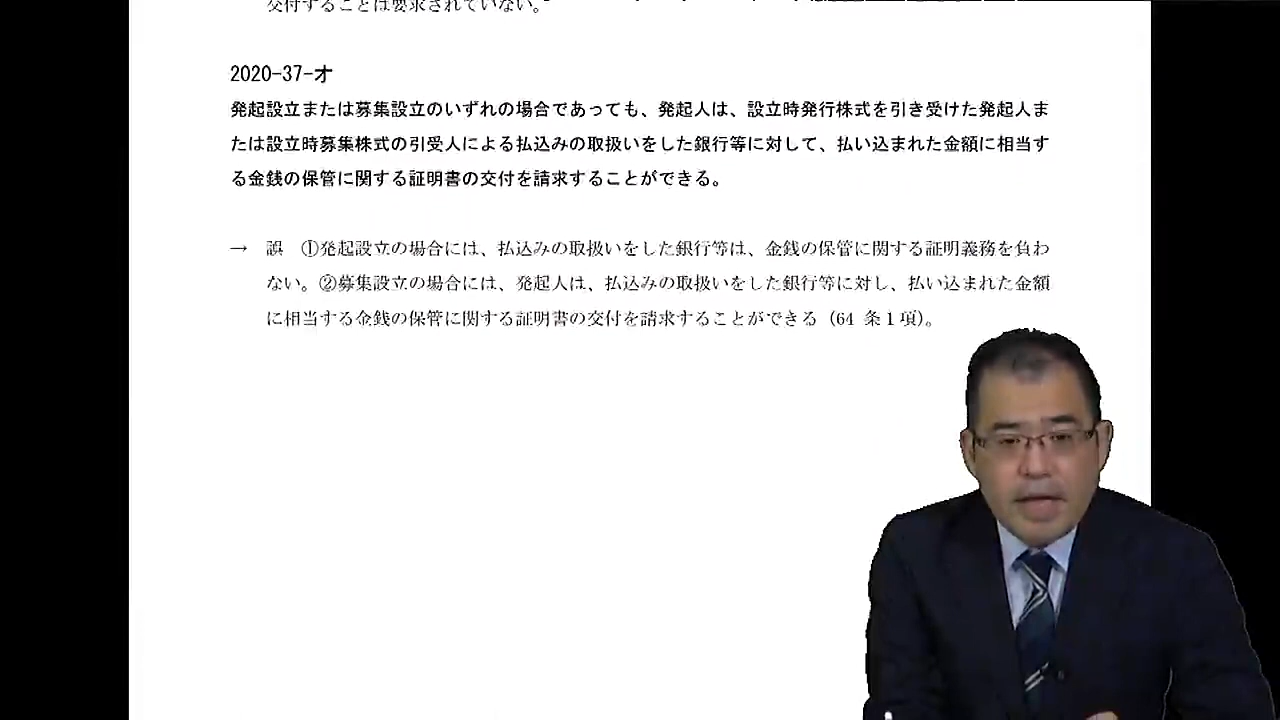 交付することは要求されていない。
2020-37-オ
発起設立または募集設立のいずれの場合であっても、発起人は、設立時発行株式を引き受けた発起人ま
たは設立時募集株式の引受人による払込みの取扱いをした銀行等に対して、払い込まれた金額に相当す
る金銭の保管に関する証明書の交付を請求することができる。
→ 誤 ①発起設立の場合には、払込みの取扱いをした銀行等は、金銭の保管に関する証明義務を負わ
ない。②募集設立の場合には、発起人は、払込みの取扱いをした銀行等に対し、払い込まれた金額
に相当する金銭の保管に関する証明書の交付を請求することができる（64 条1項）。